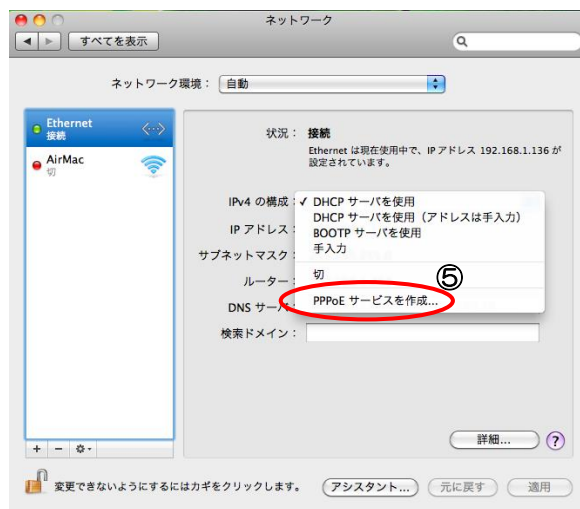 ネットワーク
すべてを表示
ネットワーク環境： 自動
Ethernet
接続
AirMac
切
状況： 接続
Ethernet は現在使用中で、IP アドレス 192.168.1.136 が
設定されています。
IPv4 の構成：
✓ DHCP サーバを使用
DHCP サーバを使用（アドレスは手入力）
BOOTP サーバを使用
手入力
切
⑤
PPPoE サービスを作成...
IP アドレス：
サブネットマスク：
ルーター：
DNS サーバ：
検索ドメイン：
詳細...
?
変更できないようにするにはカギをクリックします。
アシスタント...
元に戻す
適用